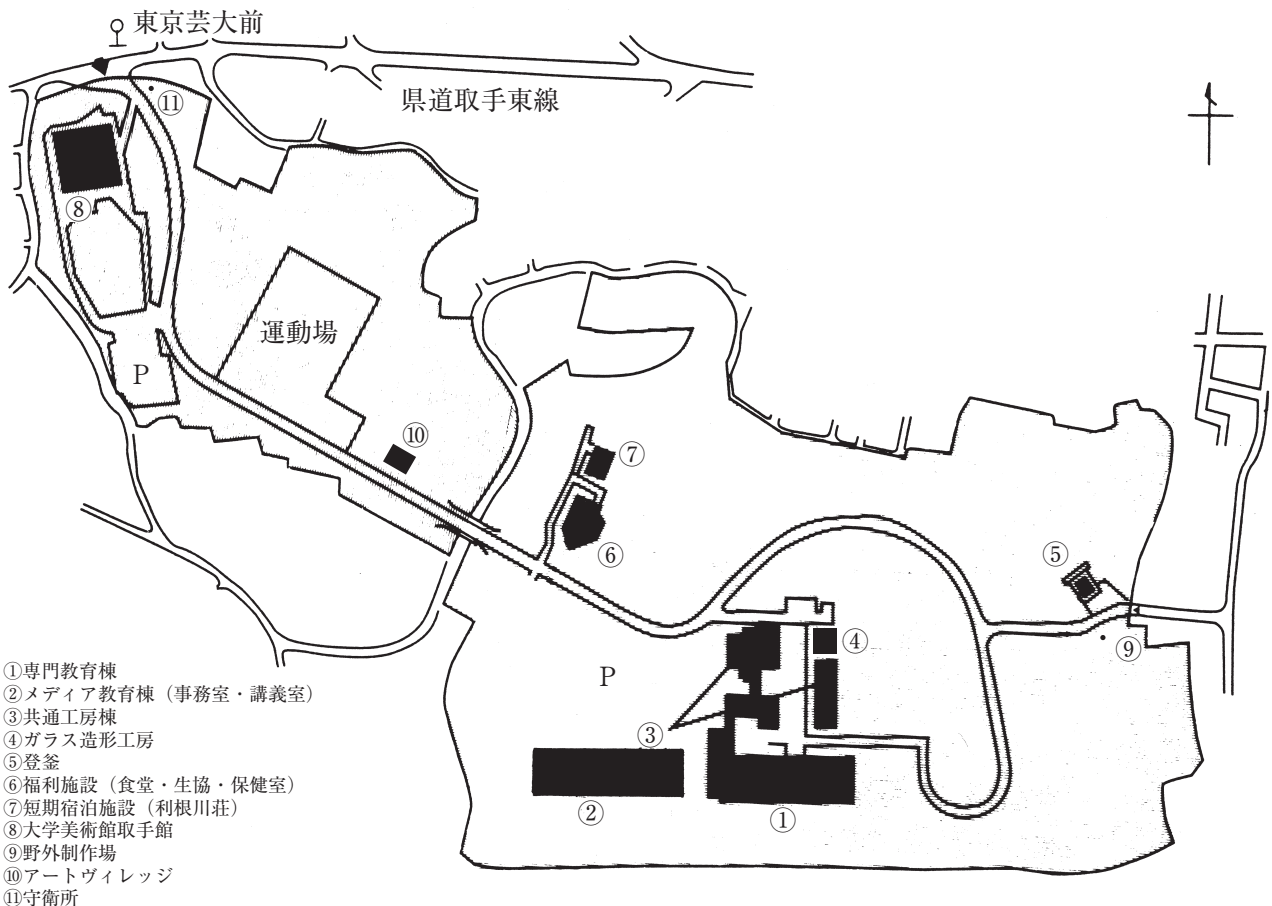 東京芸大前
県道取手東線
⑪
⑧
運動場
P
⑩
⑦
⑥
⑤
④
⑨
P
③
②
①
①専門教育棟
②メディア教育棟（事務室・講義室）
③共通工房棟
④ガラス造形工房
⑤登釜
⑥福利施設（食堂・生協・保健室）
⑦短期宿泊施設（利根川荘）
⑧大学美術館取手館
⑨野外制作場
⑩アートヴィレッジ
⑪守衛所